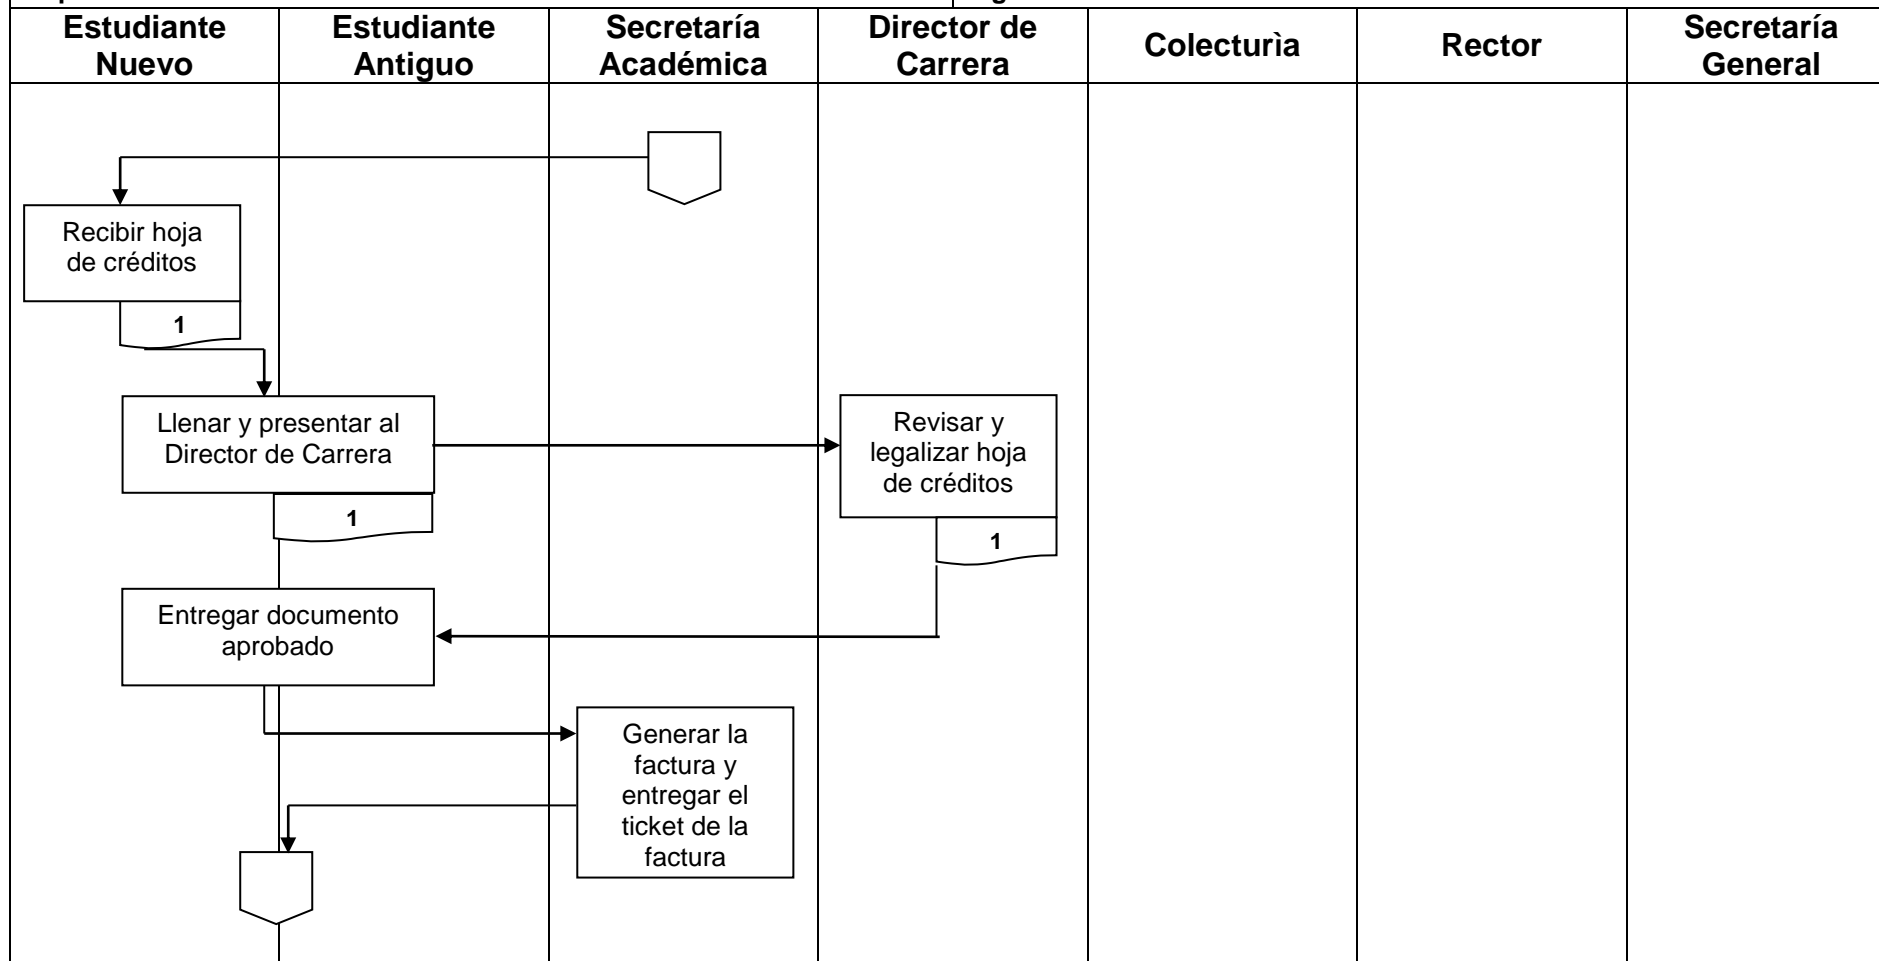 Estudiante
Nuevo
Estudiante
Antiguo
Secretaría
Académica
Director de
Carrera
Colecturìa
Rector
Secretaría
General
Recibir hoja
de créditos
1
Llenar y presentar al
Director de Carrera
1
Revisar y
legalizar hoja
de créditos
1
Entregar documento
aprobado
Generar la
factura y
entregar el
ticket de la
factura